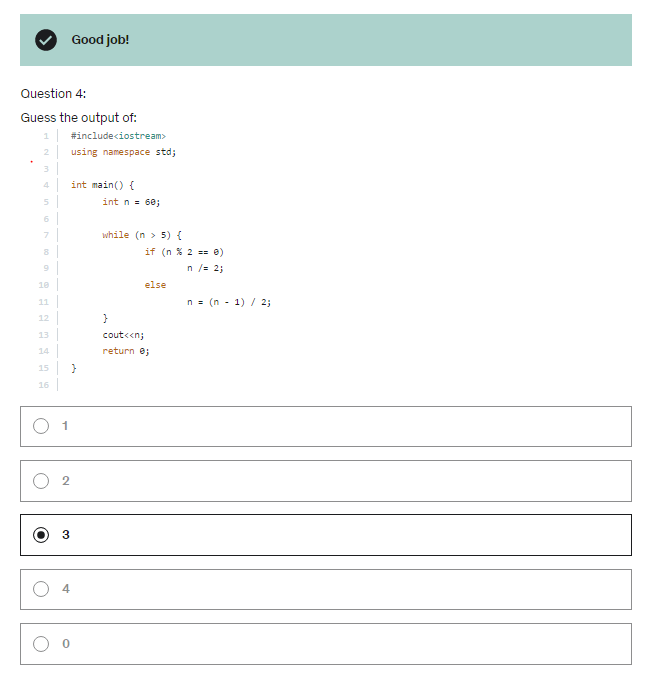 Good job!
Question 4:
Guess the output of:
1 #include<iostream>
2 using namespace std;
3
4 int main() {
5 int n = 60;
6
7 while (n > 5) {
8 if (n % 2 == 0)
9 n /= 2;
10 else
11 n = (n - 1) / 2;
12 }
13 cout<<n;
14 return 0;
15 }
16
1
2
3
4
0